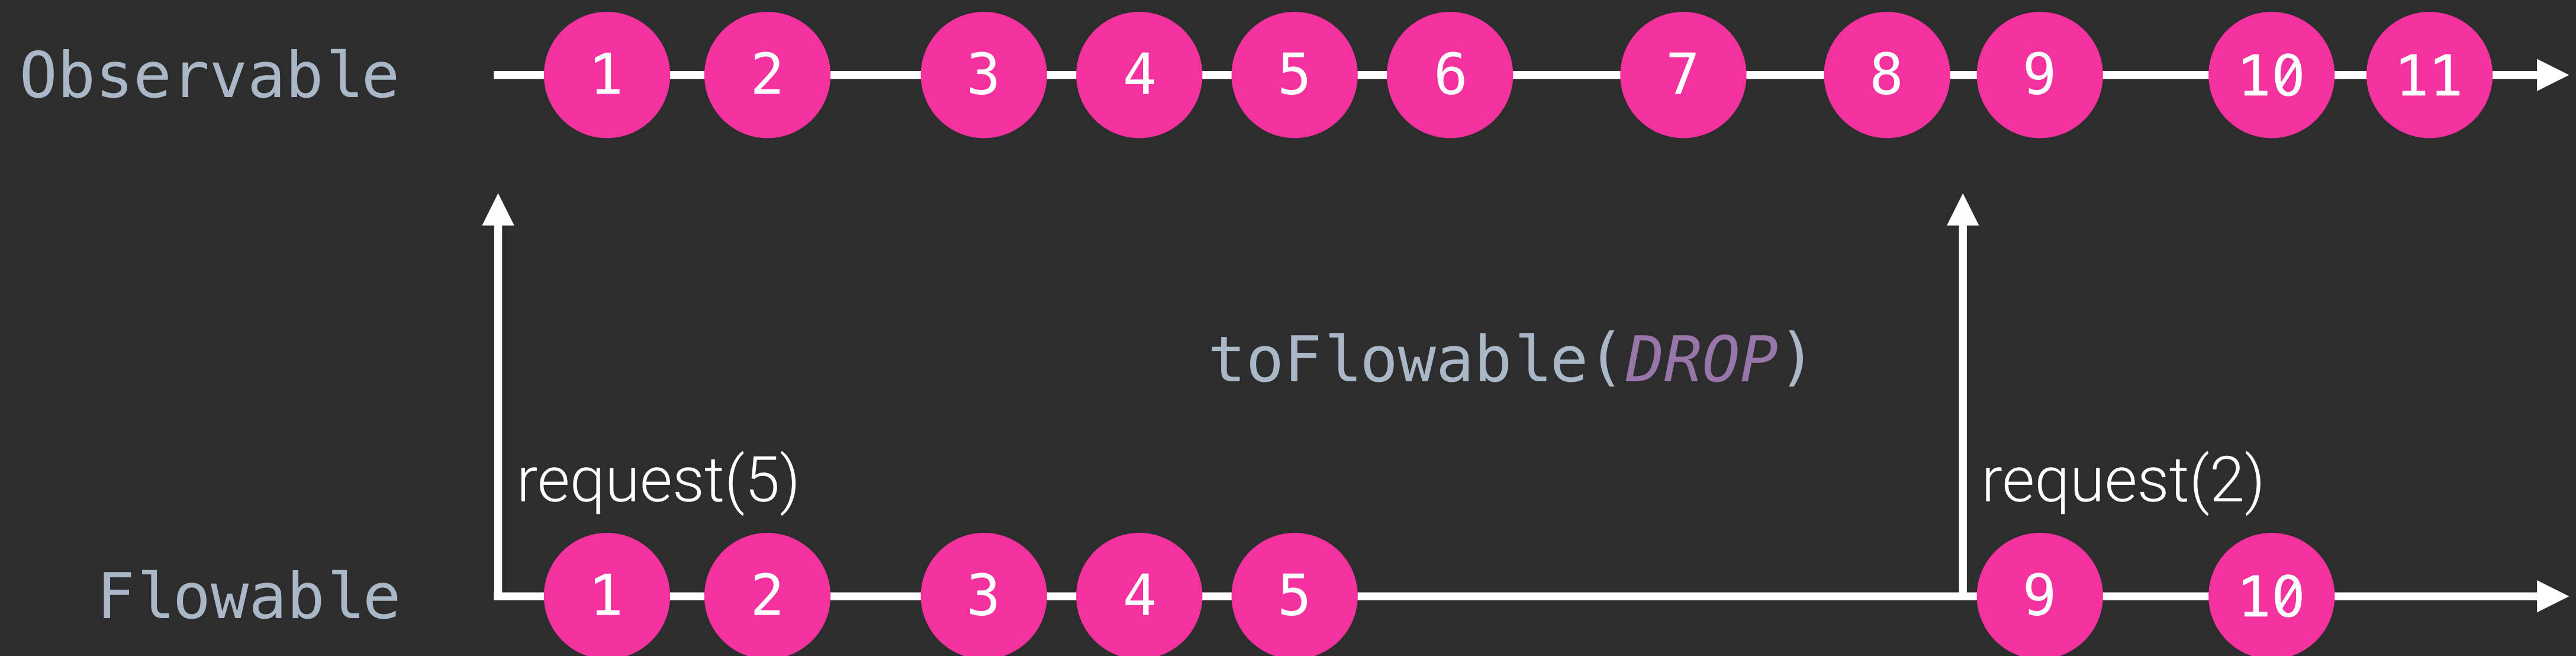 Observable 1 2 3 4 5 6 7 8 9 10 11
toFlowable(DROP)
request(5) request(2)
Flowable 1 2 3 4 5 9 10